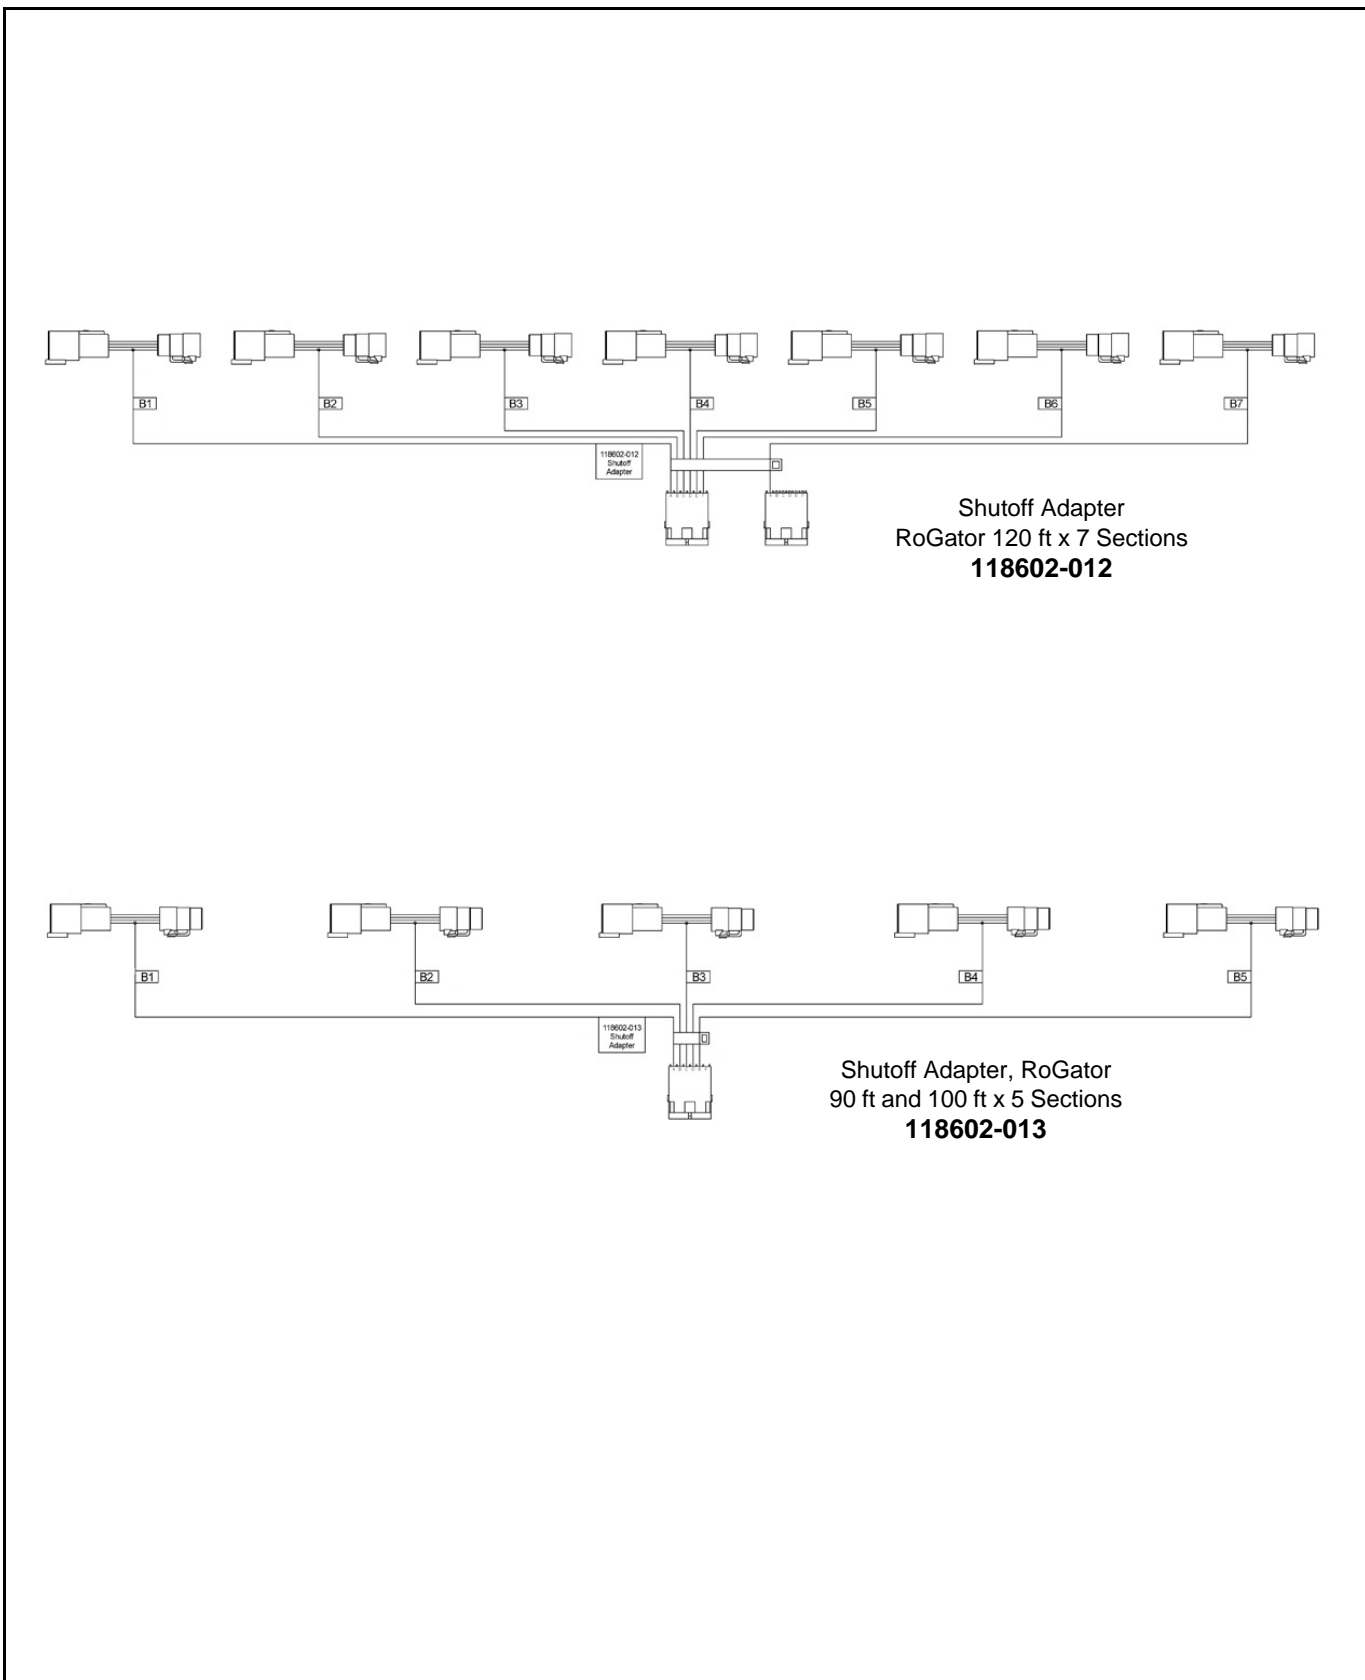 B1 B2 B3 B4 B5 B6 B7
118602-012
Shutoff
Adapter
Shutoff Adapter
RoGator 120 ft x 7 Sections
118602-012
B1 B2 B3 B4 B5
118602-013
Shutoff
Adapter
Shutoff Adapter, RoGator
90 ft and 100 ft x 5 Sections
118602-013